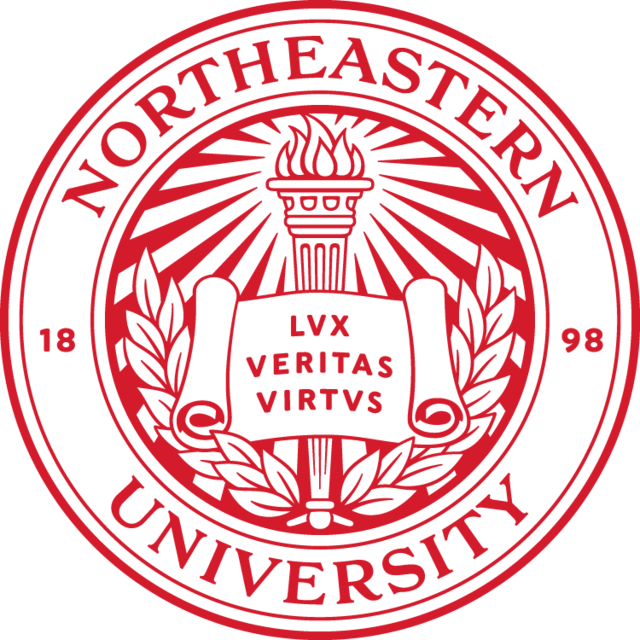 NORTHEASTERN
18 98
LVX
VERITAS
VIRTVS
UNIVERSITY